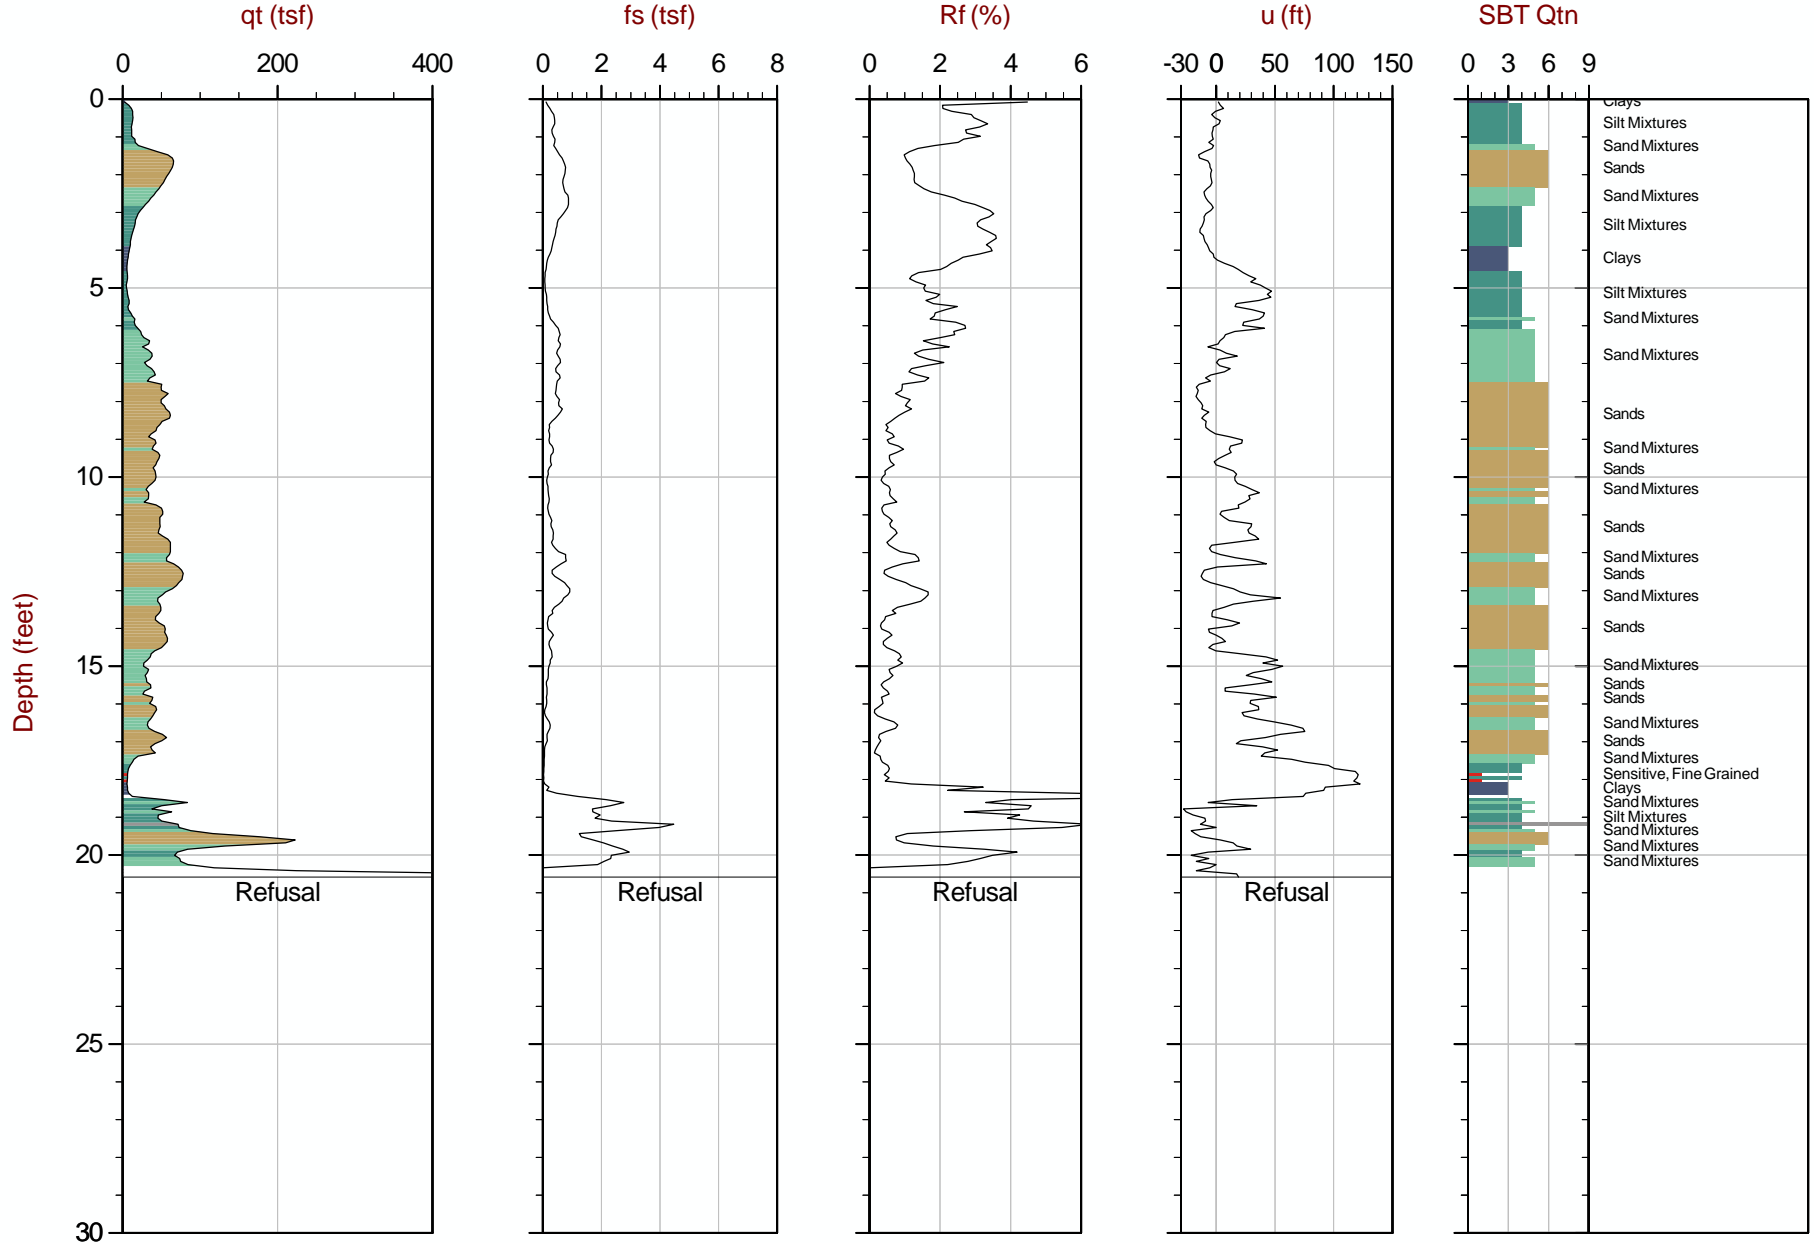 qt (tsf)
fs (tsf)
Rf (%)
u (ft)
SBT Qtn
0 200 400
0 2 4 6 8
0 2 4 6
-30 0 50 100 150
0 3 6 9
Depth (feet)
0
5
10
15
20
25
30
Clays
Silt Mixtures
Sand Mixtures
Sands
Sand Mixtures
Silt Mixtures
Clays
Silt Mixtures
Sand Mixtures
Sand Mixtures
Sands
Sand Mixtures
Sands
Sand Mixtures
Sands
Sand Mixtures
Sands
Sand Mixtures
Sands
Sand Mixtures
Sands
Sands
Sand Mixtures
Sands
Sand Mixtures
Sensitive, Fine Grained
Clays
Sand Mixtures
Silt Mixtures
Sand Mixtures
Sand Mixtures
Sand Mixtures
Refusal
Refusal
Refusal
Refusal